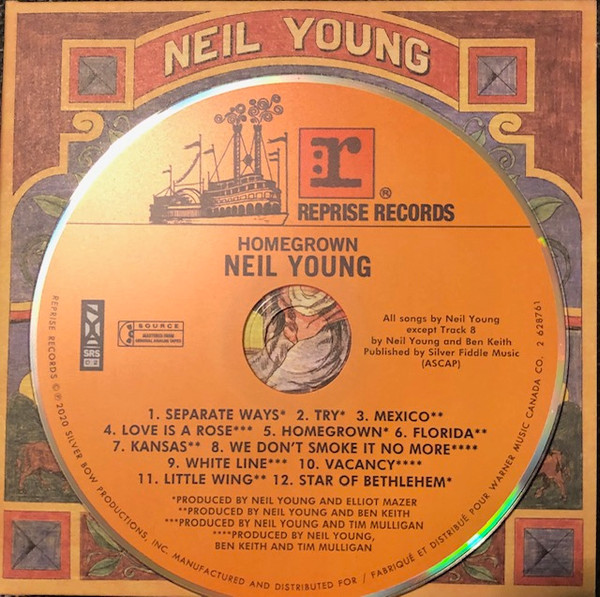 NEIL YOUNG
r
®
REPRISE RECORDS
HOMEGROWN
NEIL YOUNG
SRS
SOURCE
MASTERED FROM
ORIGINAL ANALOG TAPES
All songs by Neil Young
except Track 8
by Neil Young and Ben Keith
Published by Silver Fiddle Music
(ASCAP)
2 628761
1. SEPARATE WAYS* 2. TRY* 3. MEXICO**
4. LOVE IS A ROSE*** 5. HOMEGROWN* 6. FLORIDA**
7. KANSAS** 8. WE DON'T SMOKE IT NO MORE****
9. WHITE LINE*** 10. VACANCY****
11. LITTLE WING** 12. STAR OF BETHLEHEM*
*PRODUCED BY NEIL YOUNG AND ELLIOT MAZER
**PRODUCED BY NEIL YOUNG AND BEN KEITH
***PRODUCED BY NEIL YOUNG AND TIM MULLIGAN
****PRODUCED BY NEIL YOUNG,
BEN KEITH AND TIM MULLIGAN
REPRISE RECORDS ©℗ 2020 SILVER BOW PRODUCTIONS, INC. MANUFACTURED AND DISTRIBUTED FOR / FABRIQUÉ ET DISTRIBUÉ POUR WARNER MUSIC CANADA CO.